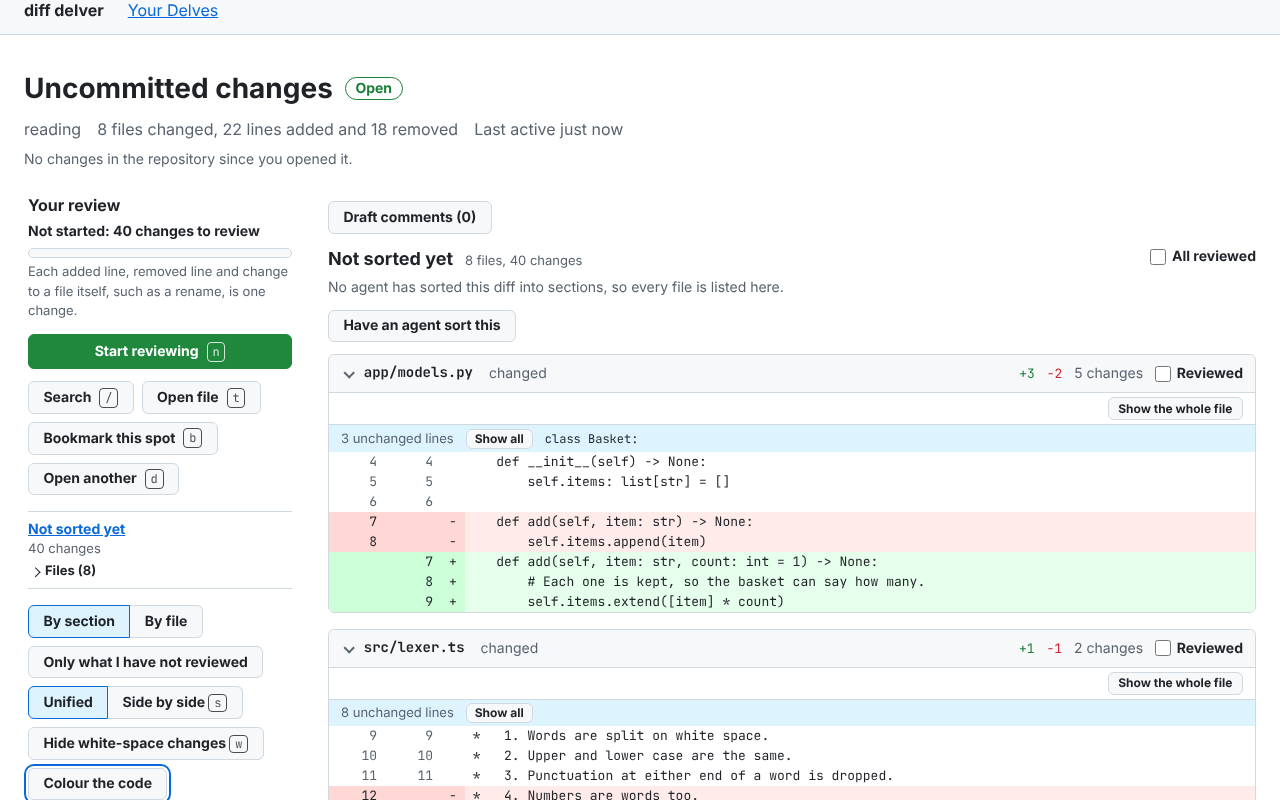 diff delver Your Delves
Uncommitted changes Open
reading 8 files changed, 22 lines added and 18 removed Last active just now
No changes in the repository since you opened it.
Your review
Not started: 40 changes to review
Each added line, removed line and change
to a file itself, such as a rename, is one
change.
Start reviewing n
Search / Open file t
Bookmark this spot b
Open another d
Not sorted yet
40 changes
Files (8)
By section By file
Only what I have not reviewed
Unified Side by side s
Hide white-space changes w
Colour the code
Draft comments (0)
Not sorted yet 8 files, 40 changes All reviewed
No agent has sorted this diff into sections, so every file is listed here.
Have an agent sort this
app/models.py changed +3 -2 5 changes Reviewed
Show the whole file
3 unchanged lines Show all class Basket:
4 4 def __init__(self) -> None:
5 5 self.items: list[str] = []
6 6
7 - def add(self, item: str) -> None:
8 - self.items.append(item)
7 + def add(self, item: str, count: int = 1) -> None:
8 + # Each one is kept, so the basket can say how many.
9 + self.items.extend([item] * count)
src/lexer.ts changed +1 -1 2 changes Reviewed
Show the whole file
8 unchanged lines Show all
9 9 * 1. Words are split on white space.
10 10 * 2. Upper and lower case are the same.
11 11 * 3. Punctuation at either end of a word is dropped.
12 - * 4. Numbers are words too.